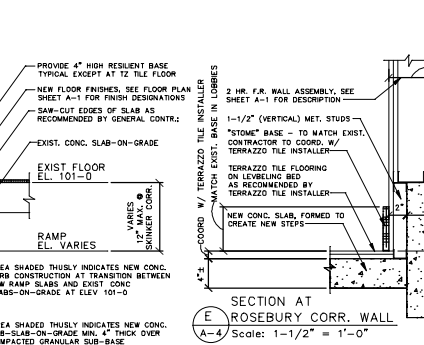 PROVIDE 4" HIGH RESILIENT BASE
TYPICAL EXCEPT AT TZ TILE FLOOR
NEW FLOOR FINISHES, SEE FLOOR PLAN
SHEET A-1 FOR FINISH DESIGNATIONS
SAW-CUT EDGES OF SLAB AS
RECOMMENDED BY GENERAL CONTR.;
EXIST. CONC. SLAB-ON-GRADE
EXIST FLOOR
EL. 101-0
VARIES
12" MAX. @
SKINKER CORR.
RAMP
EL. VARIES
EA SHADED THUSLY INDICATES NEW CONC.
RB CONSTRUCTION AT TRANSITION BETWEEN
W RAMP SLABS AND EXIST CONC
ABS-ON-GRADE AT ELEV 101-0
EA SHADED THUSLY INDICATES NEW CONC.
B-SLAB-ON-GRADE MIN. 4" THICK OVER
MPACTED GRANULAR SUB-BASE
COORD W/ TERRAZZO TILE INSTALLER
MATCH EXIST. BASE IN LOBBIES
4"±
2 HR. F.R. WALL ASSEMBLY, SEE
SHEET A-1 FOR DESCRIPTION
1-1/2" (VERTICAL) MET. STUDS
"STOME" BASE - TO MATCH EXIST.
CONTRACTOR TO COORD. W/
TERRAZZO TILE INSTALLER
TERRAZZO TILE FLOORING
ON LEVBELING BED
AS RECOMMENDED BY
TERRAZZO TILE INSTALLER
2"
NEW CONC. SLAB, FORMED TO
CREATE NEW STEPS
E
A-4
SECTION AT
ROSEBURY CORR. WALL
Scale: 1-1/2" = 1'-0"